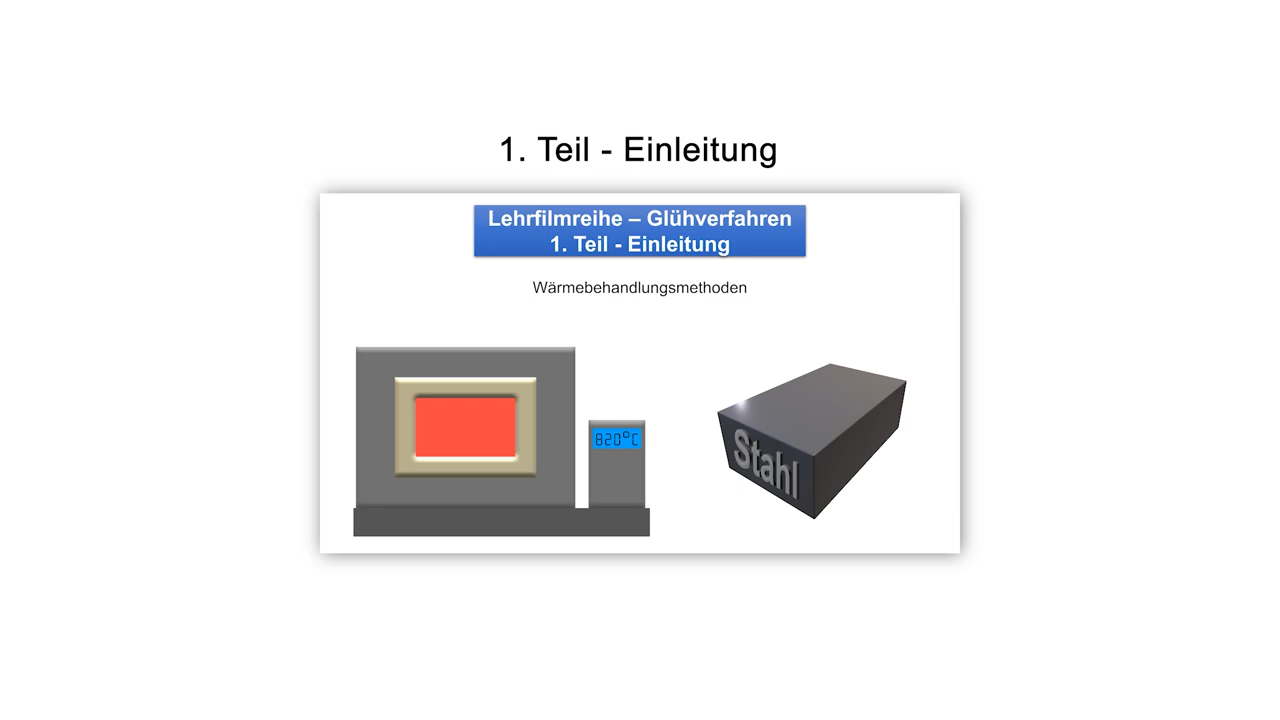 1. Teil - Einleitung
Lehrfilmreihe – Glühverfahren
1. Teil - Einleitung
Wärmebehandlungsmethoden
820°C
Stahl